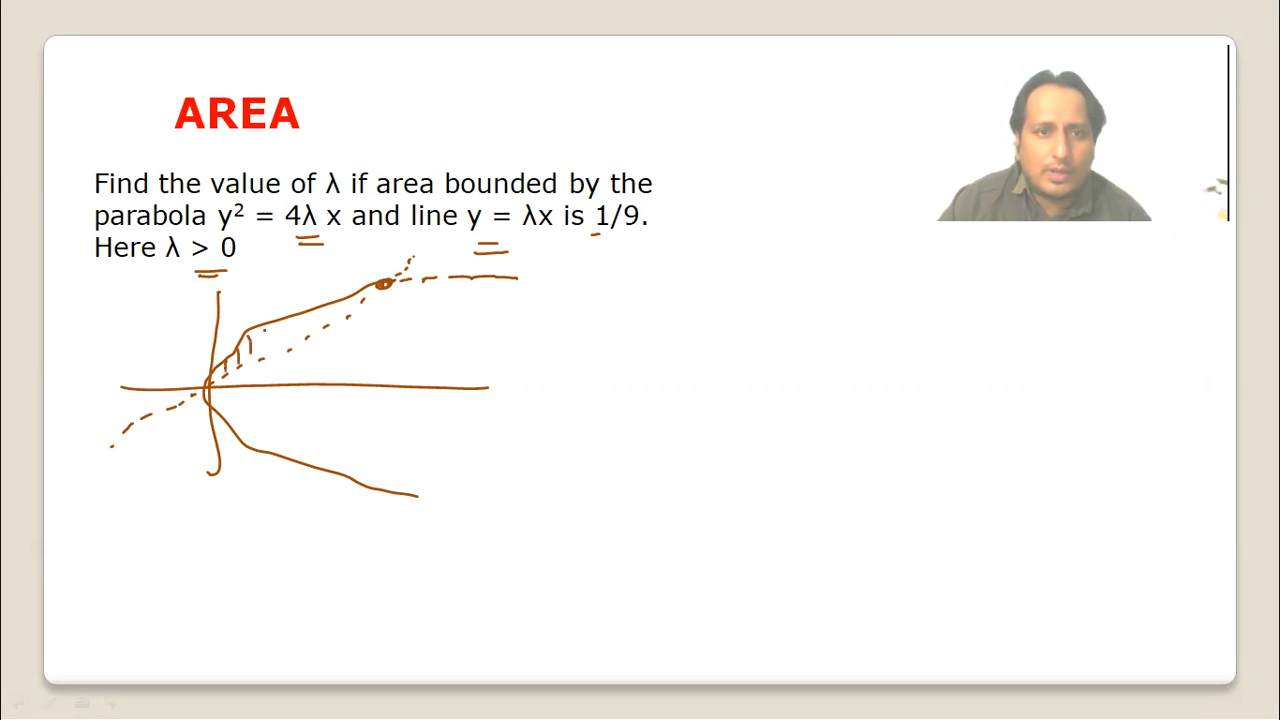 AREA
Find the value of λ if area bounded by the
parabola y² = 4λ x and line y = λx is 1/9.
Here λ > 0